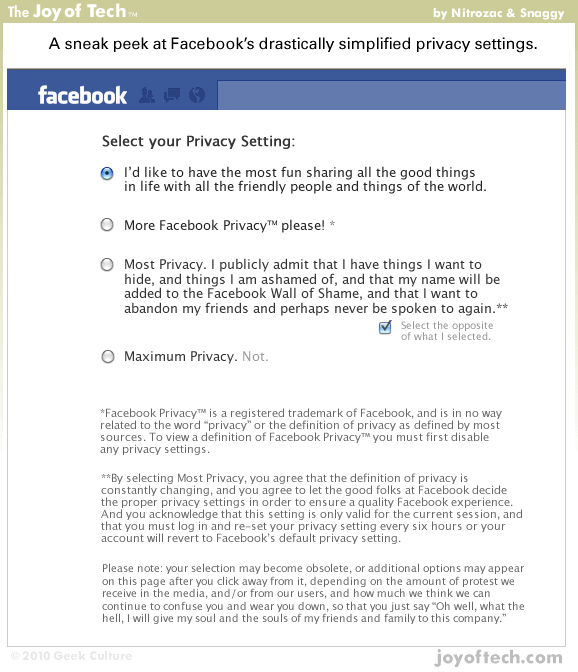 The Joy of Tech™ by Nitrozac & Snaggy
A sneak peek at Facebook's drastically simplified privacy settings.
facebook
Select your Privacy Setting:
I'd like to have the most fun sharing all the good things
in life with all the friendly people and things of the world.
More Facebook Privacy™ please! *
Most Privacy. I publicly admit that I have things I want to
hide, and things I am ashamed of, and that my name will be
added to the Facebook Wall of Shame, and that I want to
abandon my friends and perhaps never be spoken to again.**
Select the opposite
of what I selected.
Maximum Privacy. Not.
*Facebook Privacy™ is a registered trademark of Facebook, and is in no way
related to the word “privacy” or the definition of privacy as defined by most
sources. To view a definition of Facebook Privacy™ you must first disable
any privacy settings.
**By selecting Most Privacy, you agree that the definition of privacy is
constantly changing, and you agree to let the good folks at Facebook decide
the proper privacy settings in order to ensure a quality Facebook experience.
And you acknowledge that this setting is only valid for the current session, and
that you must log in and re-set your privacy setting every six hours or your
account will revert to Facebook's default privacy setting.
Please note: your selection may become obsolete, or additional options may appear
on this page after you click away from it, depending on the amount of protest we
receive in the media, and/or from our users, and how much we think we can
continue to confuse you and wear you down, so that you just say “Oh well, what the
hell, I will give my soul and the souls of my friends and family to this company.”
©2010 Geek Culture
joyoftech.com